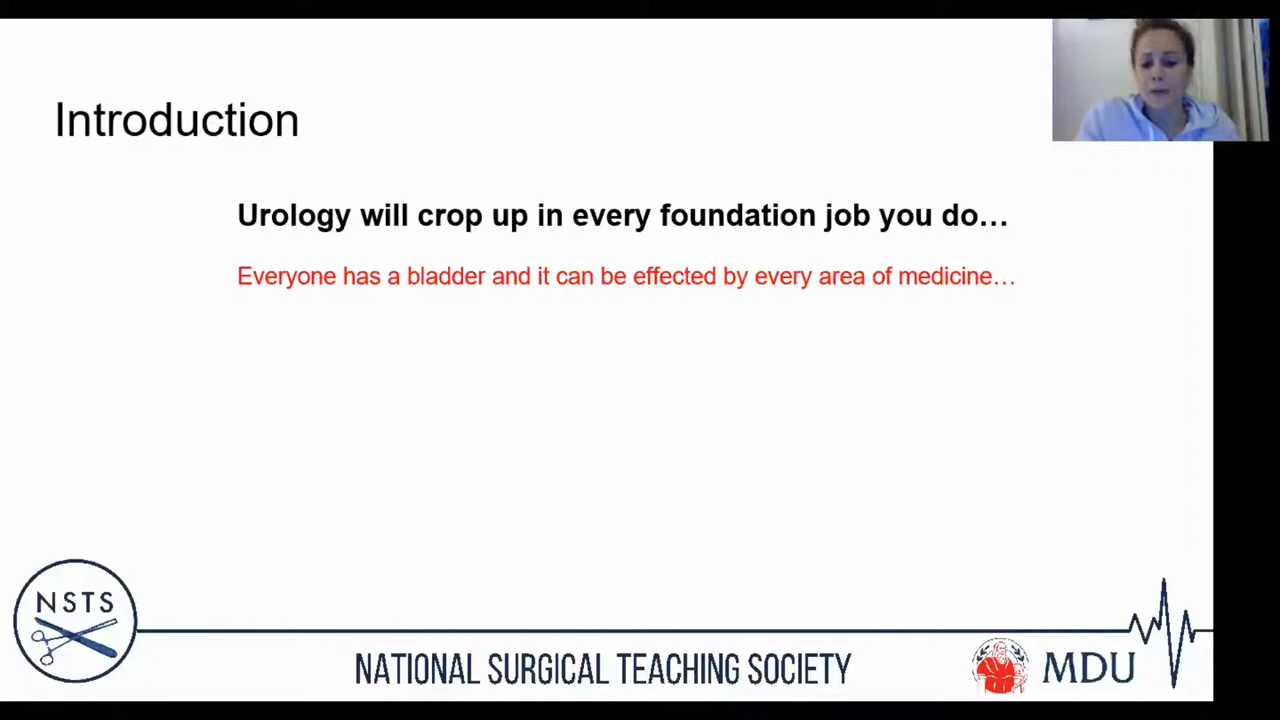 Introduction
Urology will crop up in every foundation job you do…
Everyone has a bladder and it can be effected by every area of medicine…
NSTS
NATIONAL SURGICAL TEACHING SOCIETY
MDU